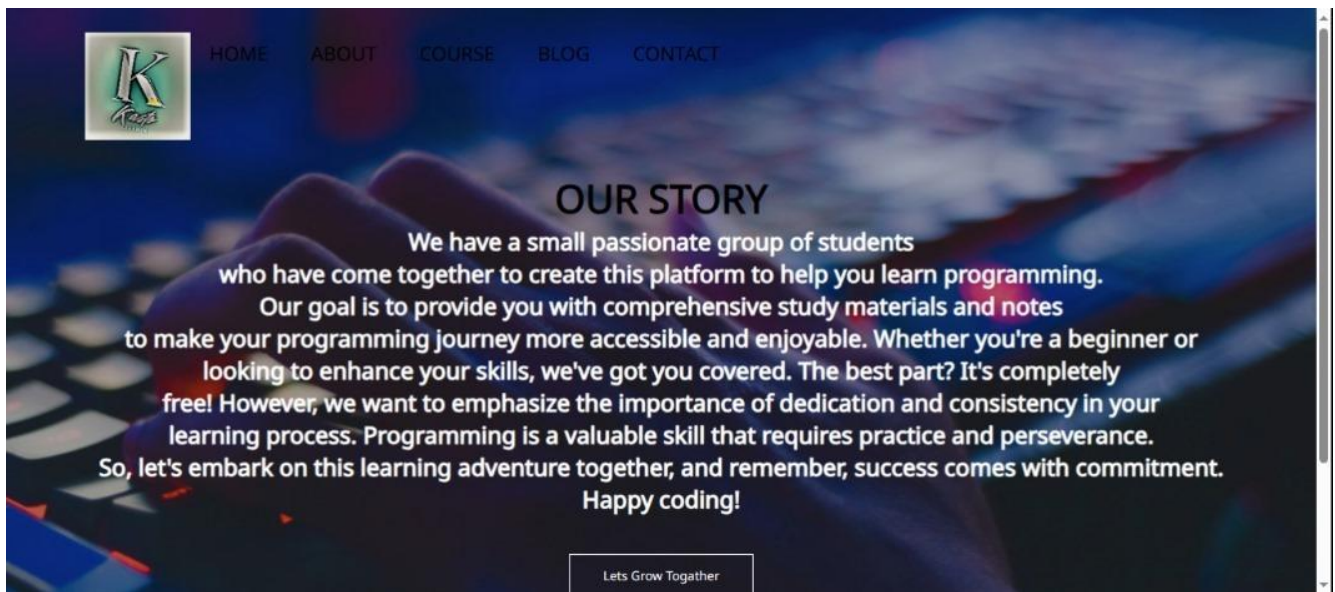 K
HOME ABOUT COURSE BLOG CONTACT
OUR STORY
We have a small passionate group of students
who have come together to create this platform to help you learn programming.
Our goal is to provide you with comprehensive study materials and notes
to make your programming journey more accessible and enjoyable. Whether you're a beginner or
looking to enhance your skills, we've got you covered. The best part? It's completely
free! However, we want to emphasize the importance of dedication and consistency in your
learning process. Programming is a valuable skill that requires practice and perseverance.
So, let's embark on this learning adventure together, and remember, success comes with commitment.
Happy coding!
Lets Grow Togather